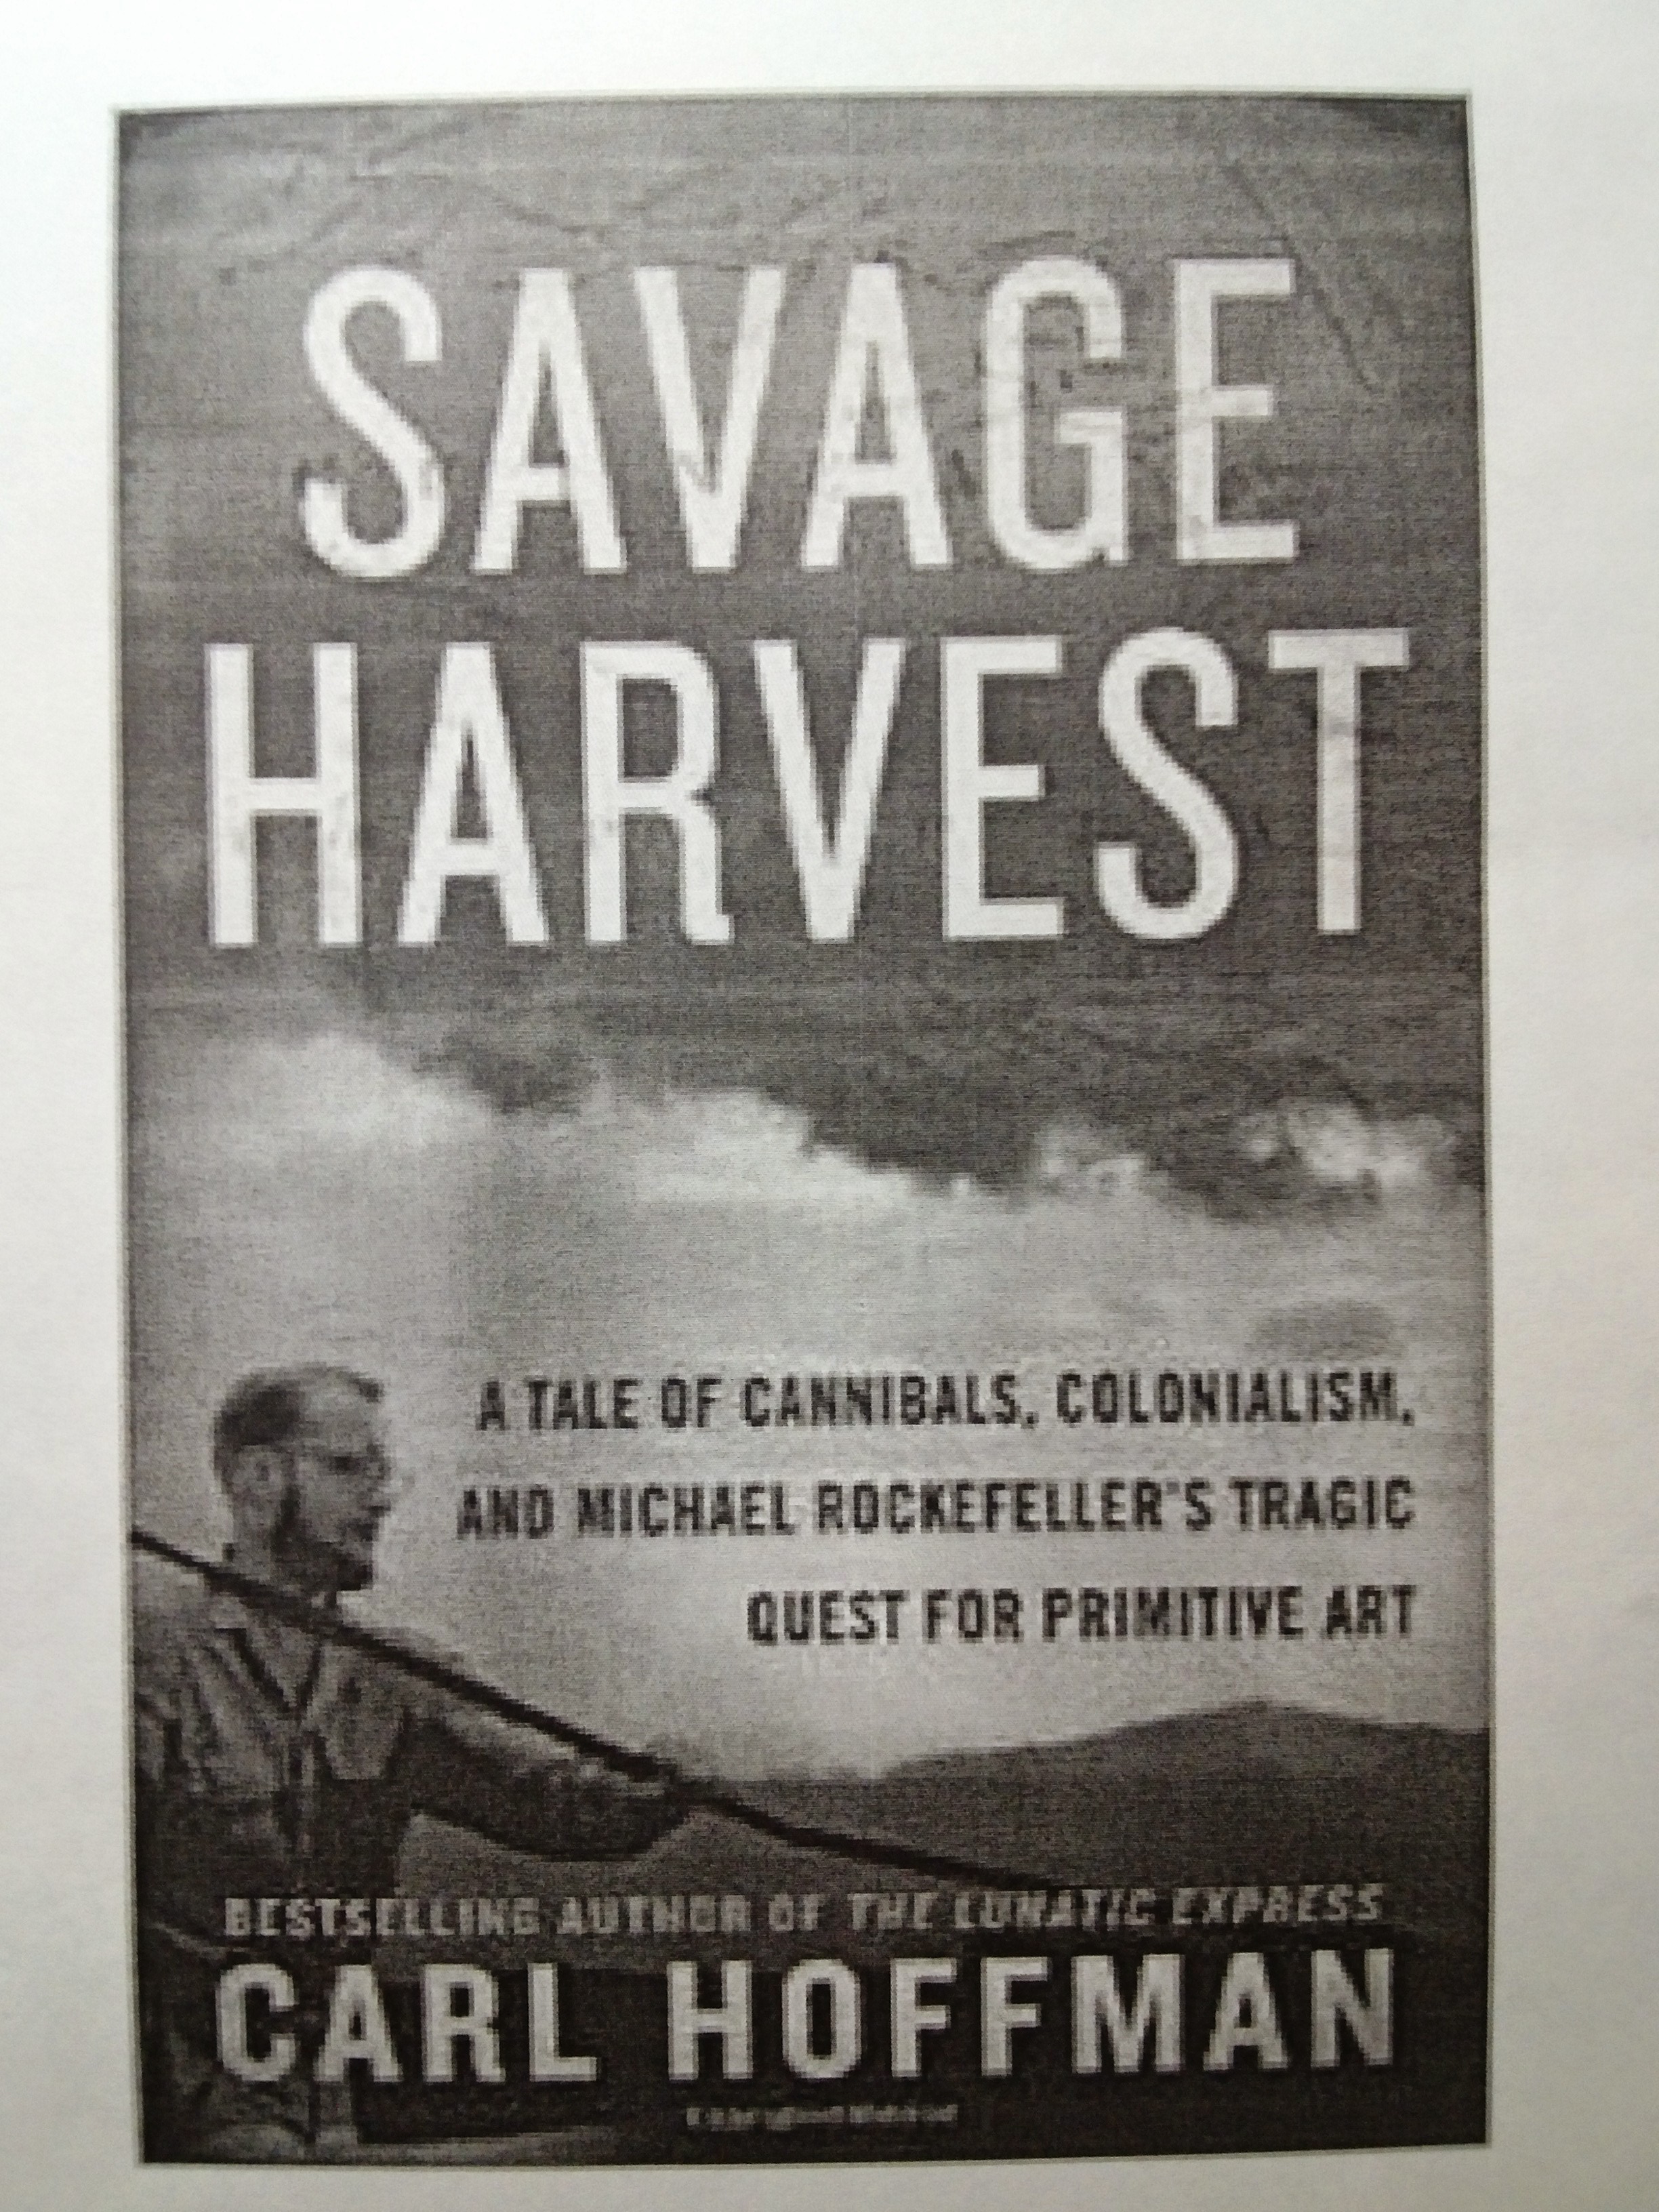 SAVAGE
HARVEST
A TALE OF CANNIBALS, COLONIALISM,
AND MICHAEL ROCKEFELLER'S TRAGIC
QUEST FOR PRIMITIVE ART
BESTSELLING AUTHOR OF THE LUNATIC EXPRESS
CARL HOFFMAN